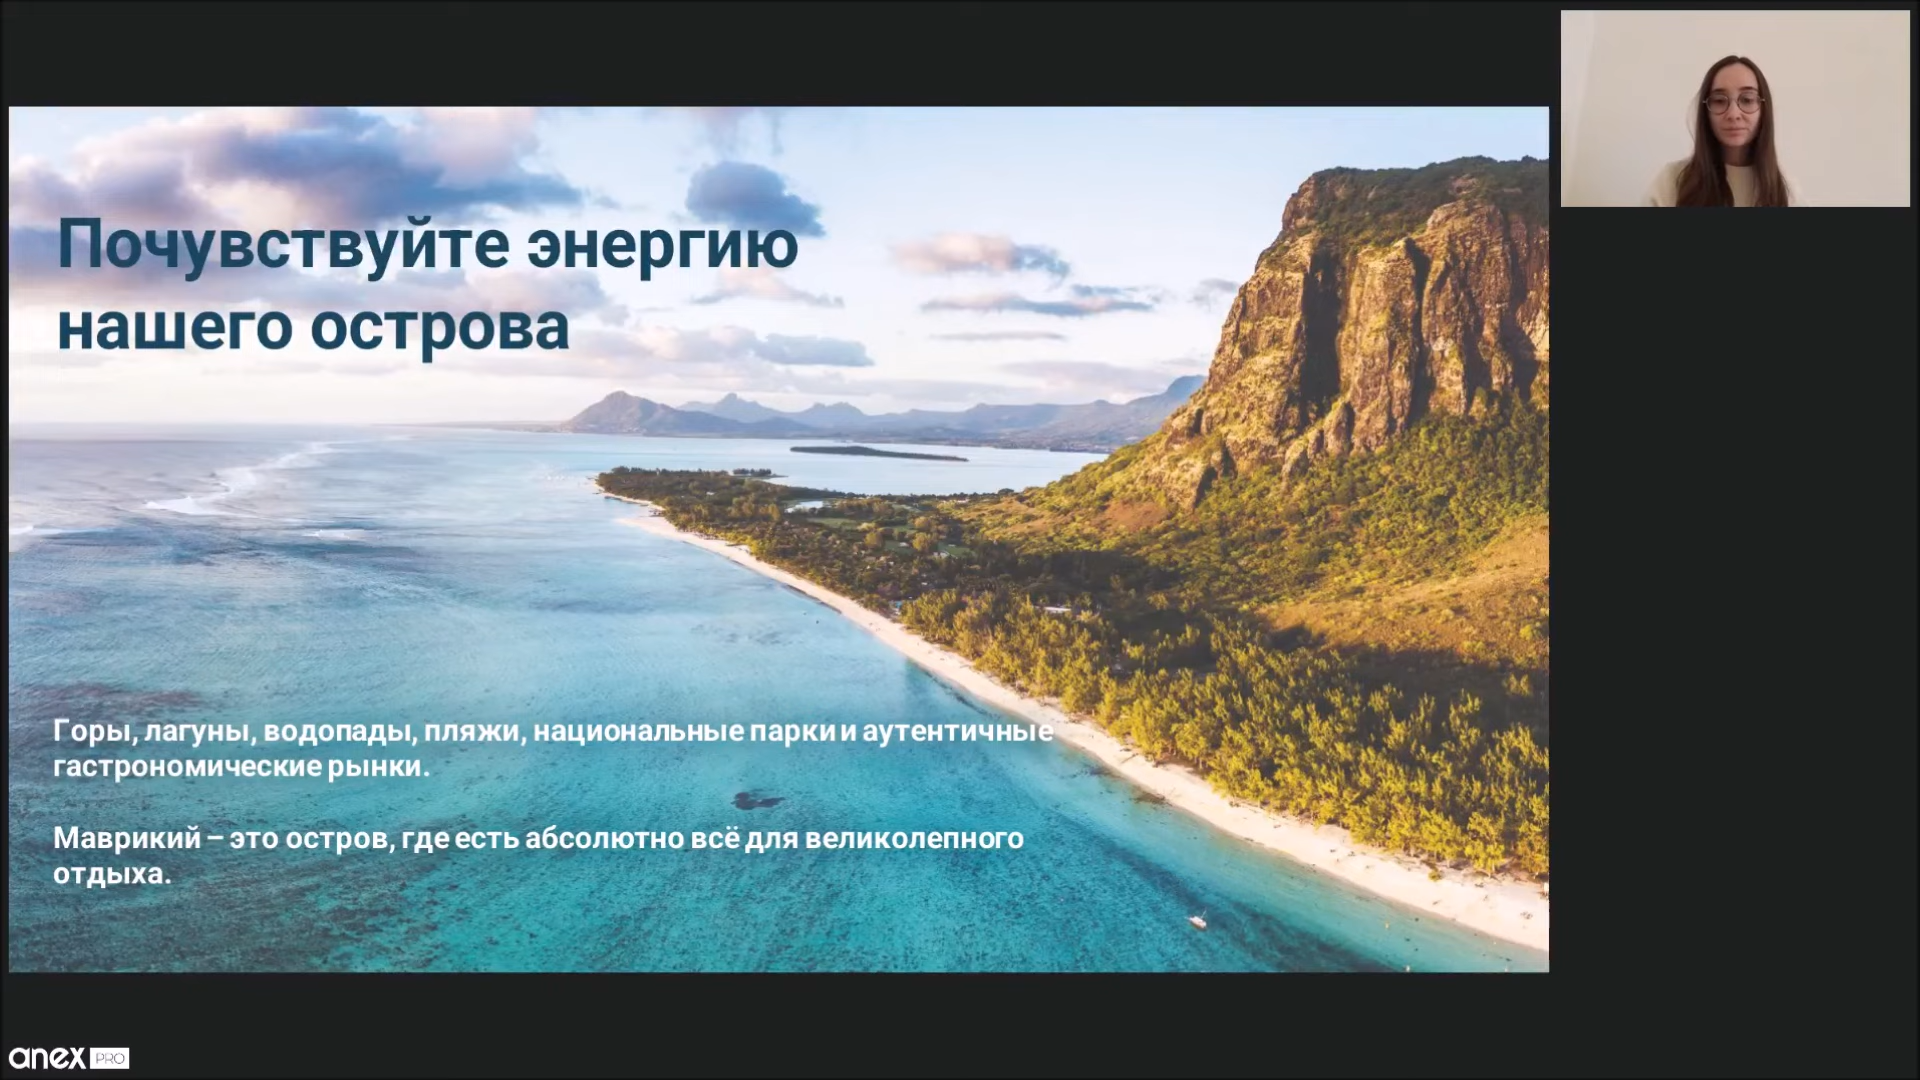 Почувствуйте энергию
нашего острова
Горы, лагуны, водопады, пляжи, национальные парки и аутентичные
гастрономические рынки.
Маврикий – это остров, где есть абсолютно всё для великолепного
отдыха.
anex PRO